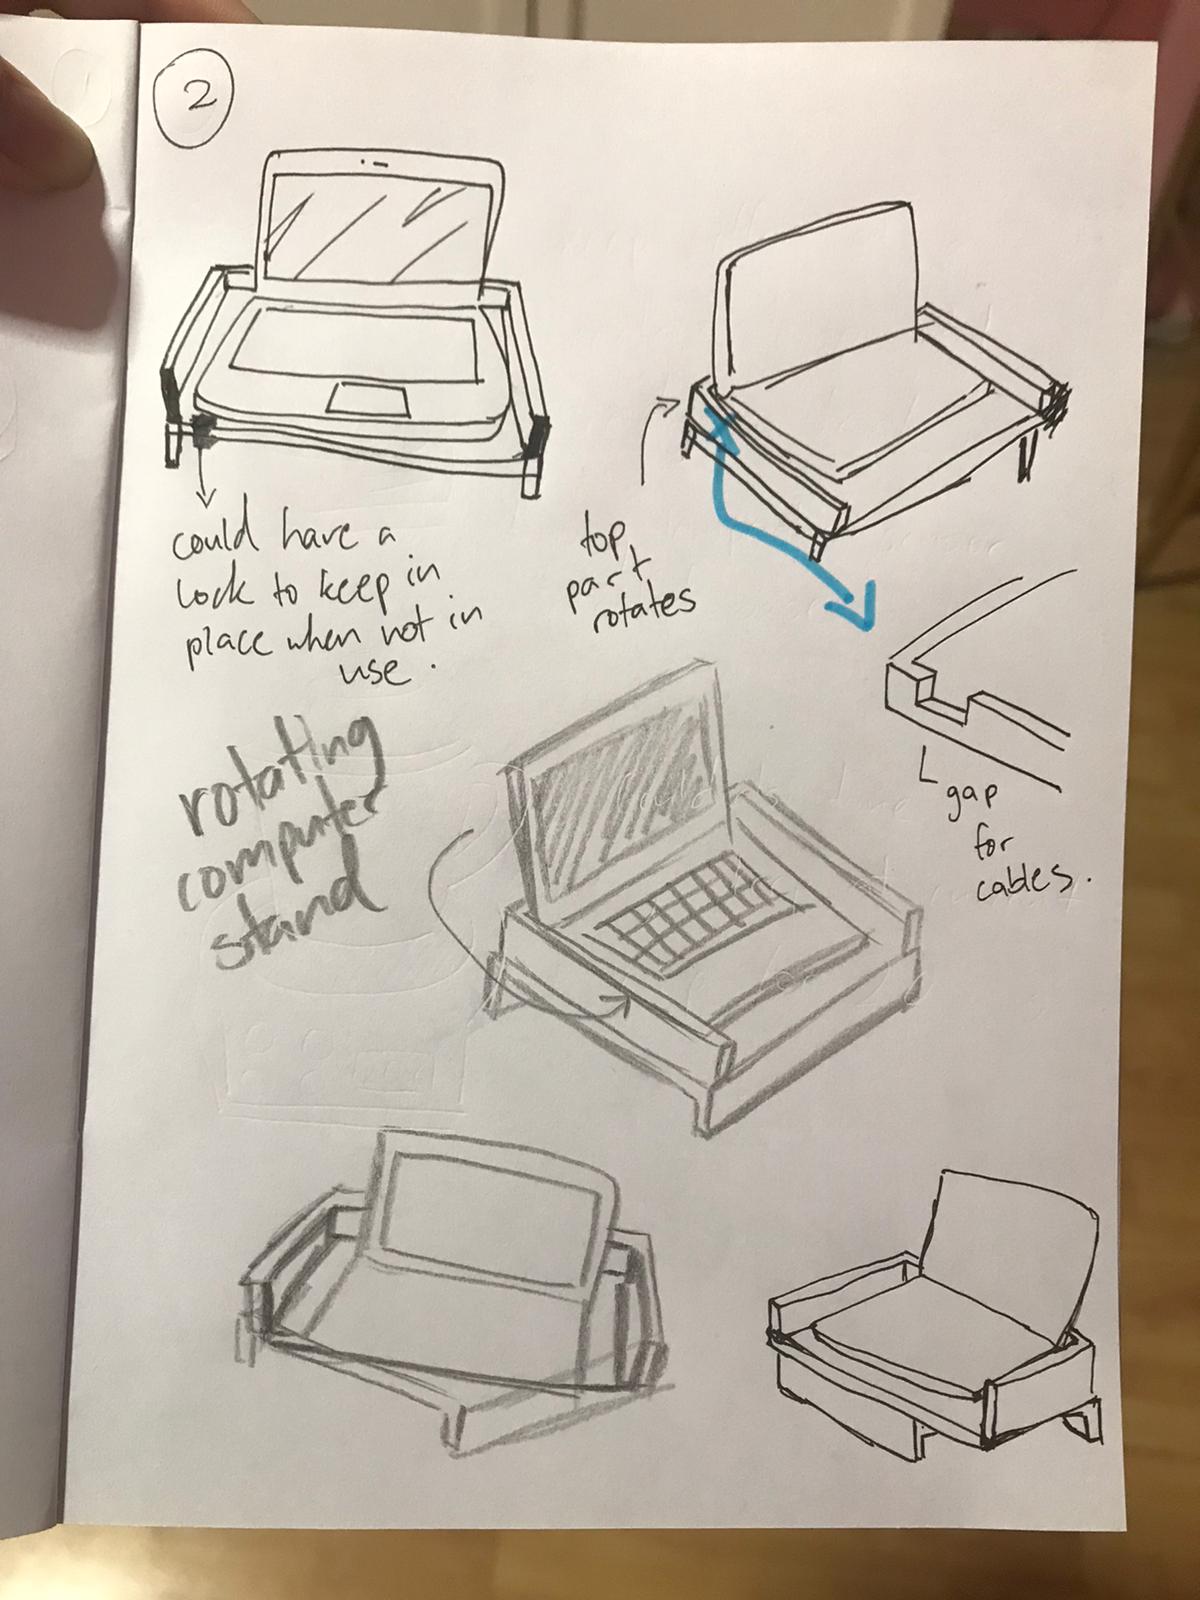 2
could have a
lock to keep in
place when not in
use.
top
part
rotates
gap
for
cables.
rotating
computer
stand